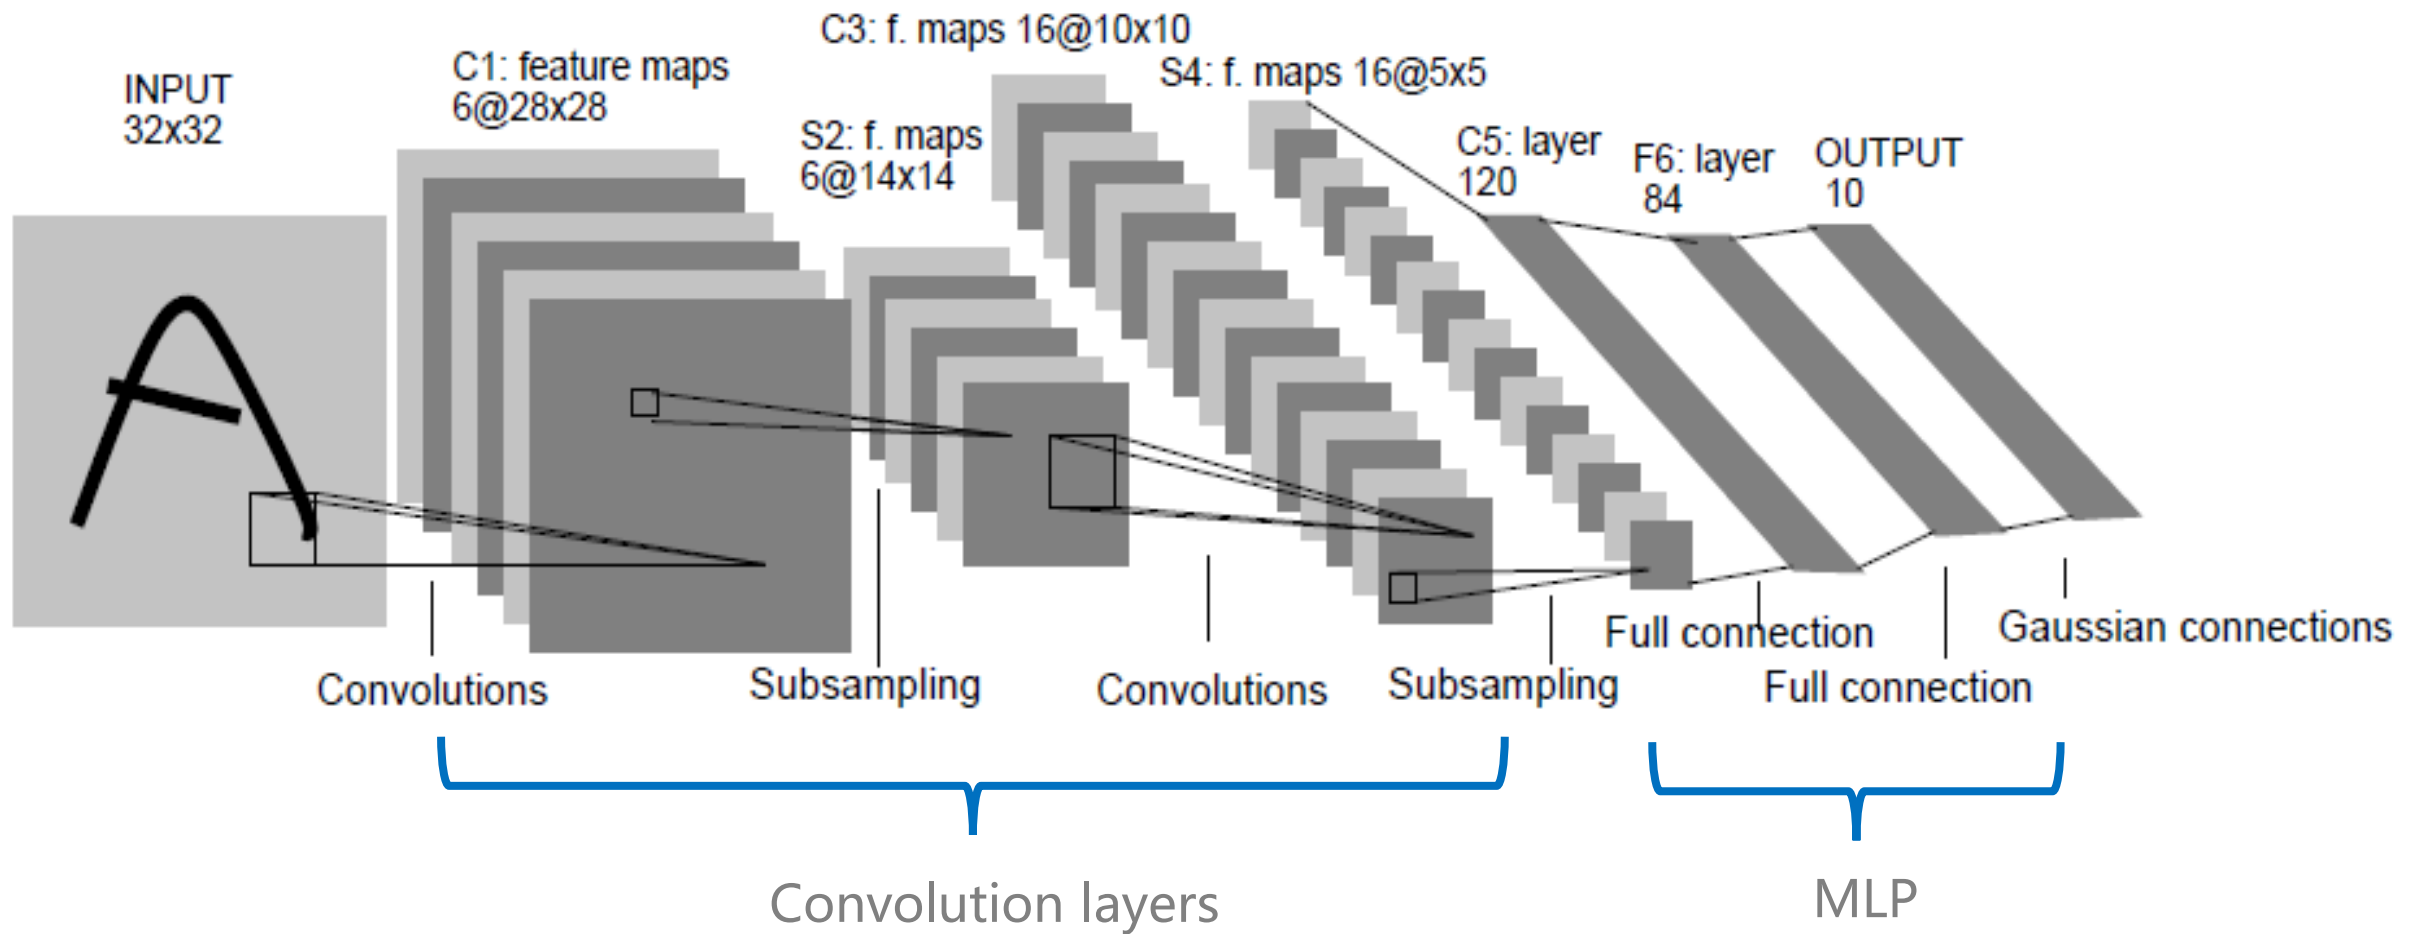 INPUT
32x32
C1: feature maps
6@28x28
S2: f. maps
6@14x14
C3: f. maps 16@10x10
S4: f. maps 16@5x5
C5: layer
120
F6: layer
84
OUTPUT
10
Convolutions
Subsampling
Convolutions
Subsampling
Full connection
Full connection
Gaussian connections
Convolution layers
MLP